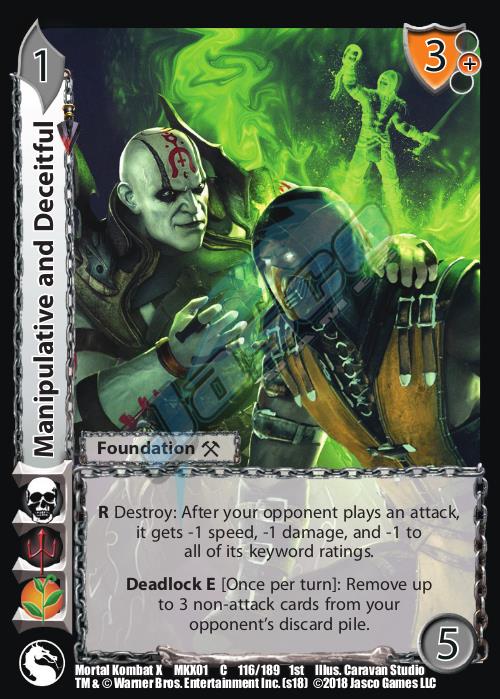 1
3
+
Manipulative and Deceitful
Foundation
R Destroy: After your opponent plays an attack,
it gets -1 speed, -1 damage, and -1 to
all of its keyword ratings.
Deadlock E [Once per turn]: Remove up
to 3 non-attack cards from your
opponent's discard pile.
5
Mortal Kombat X MKX01 C 116/189 1st Illus. Caravan Studio
TM & © Warner Bros. Entertainment Inc. (s18) © 2018 Jasco Games LLC
Jasco
GAMES